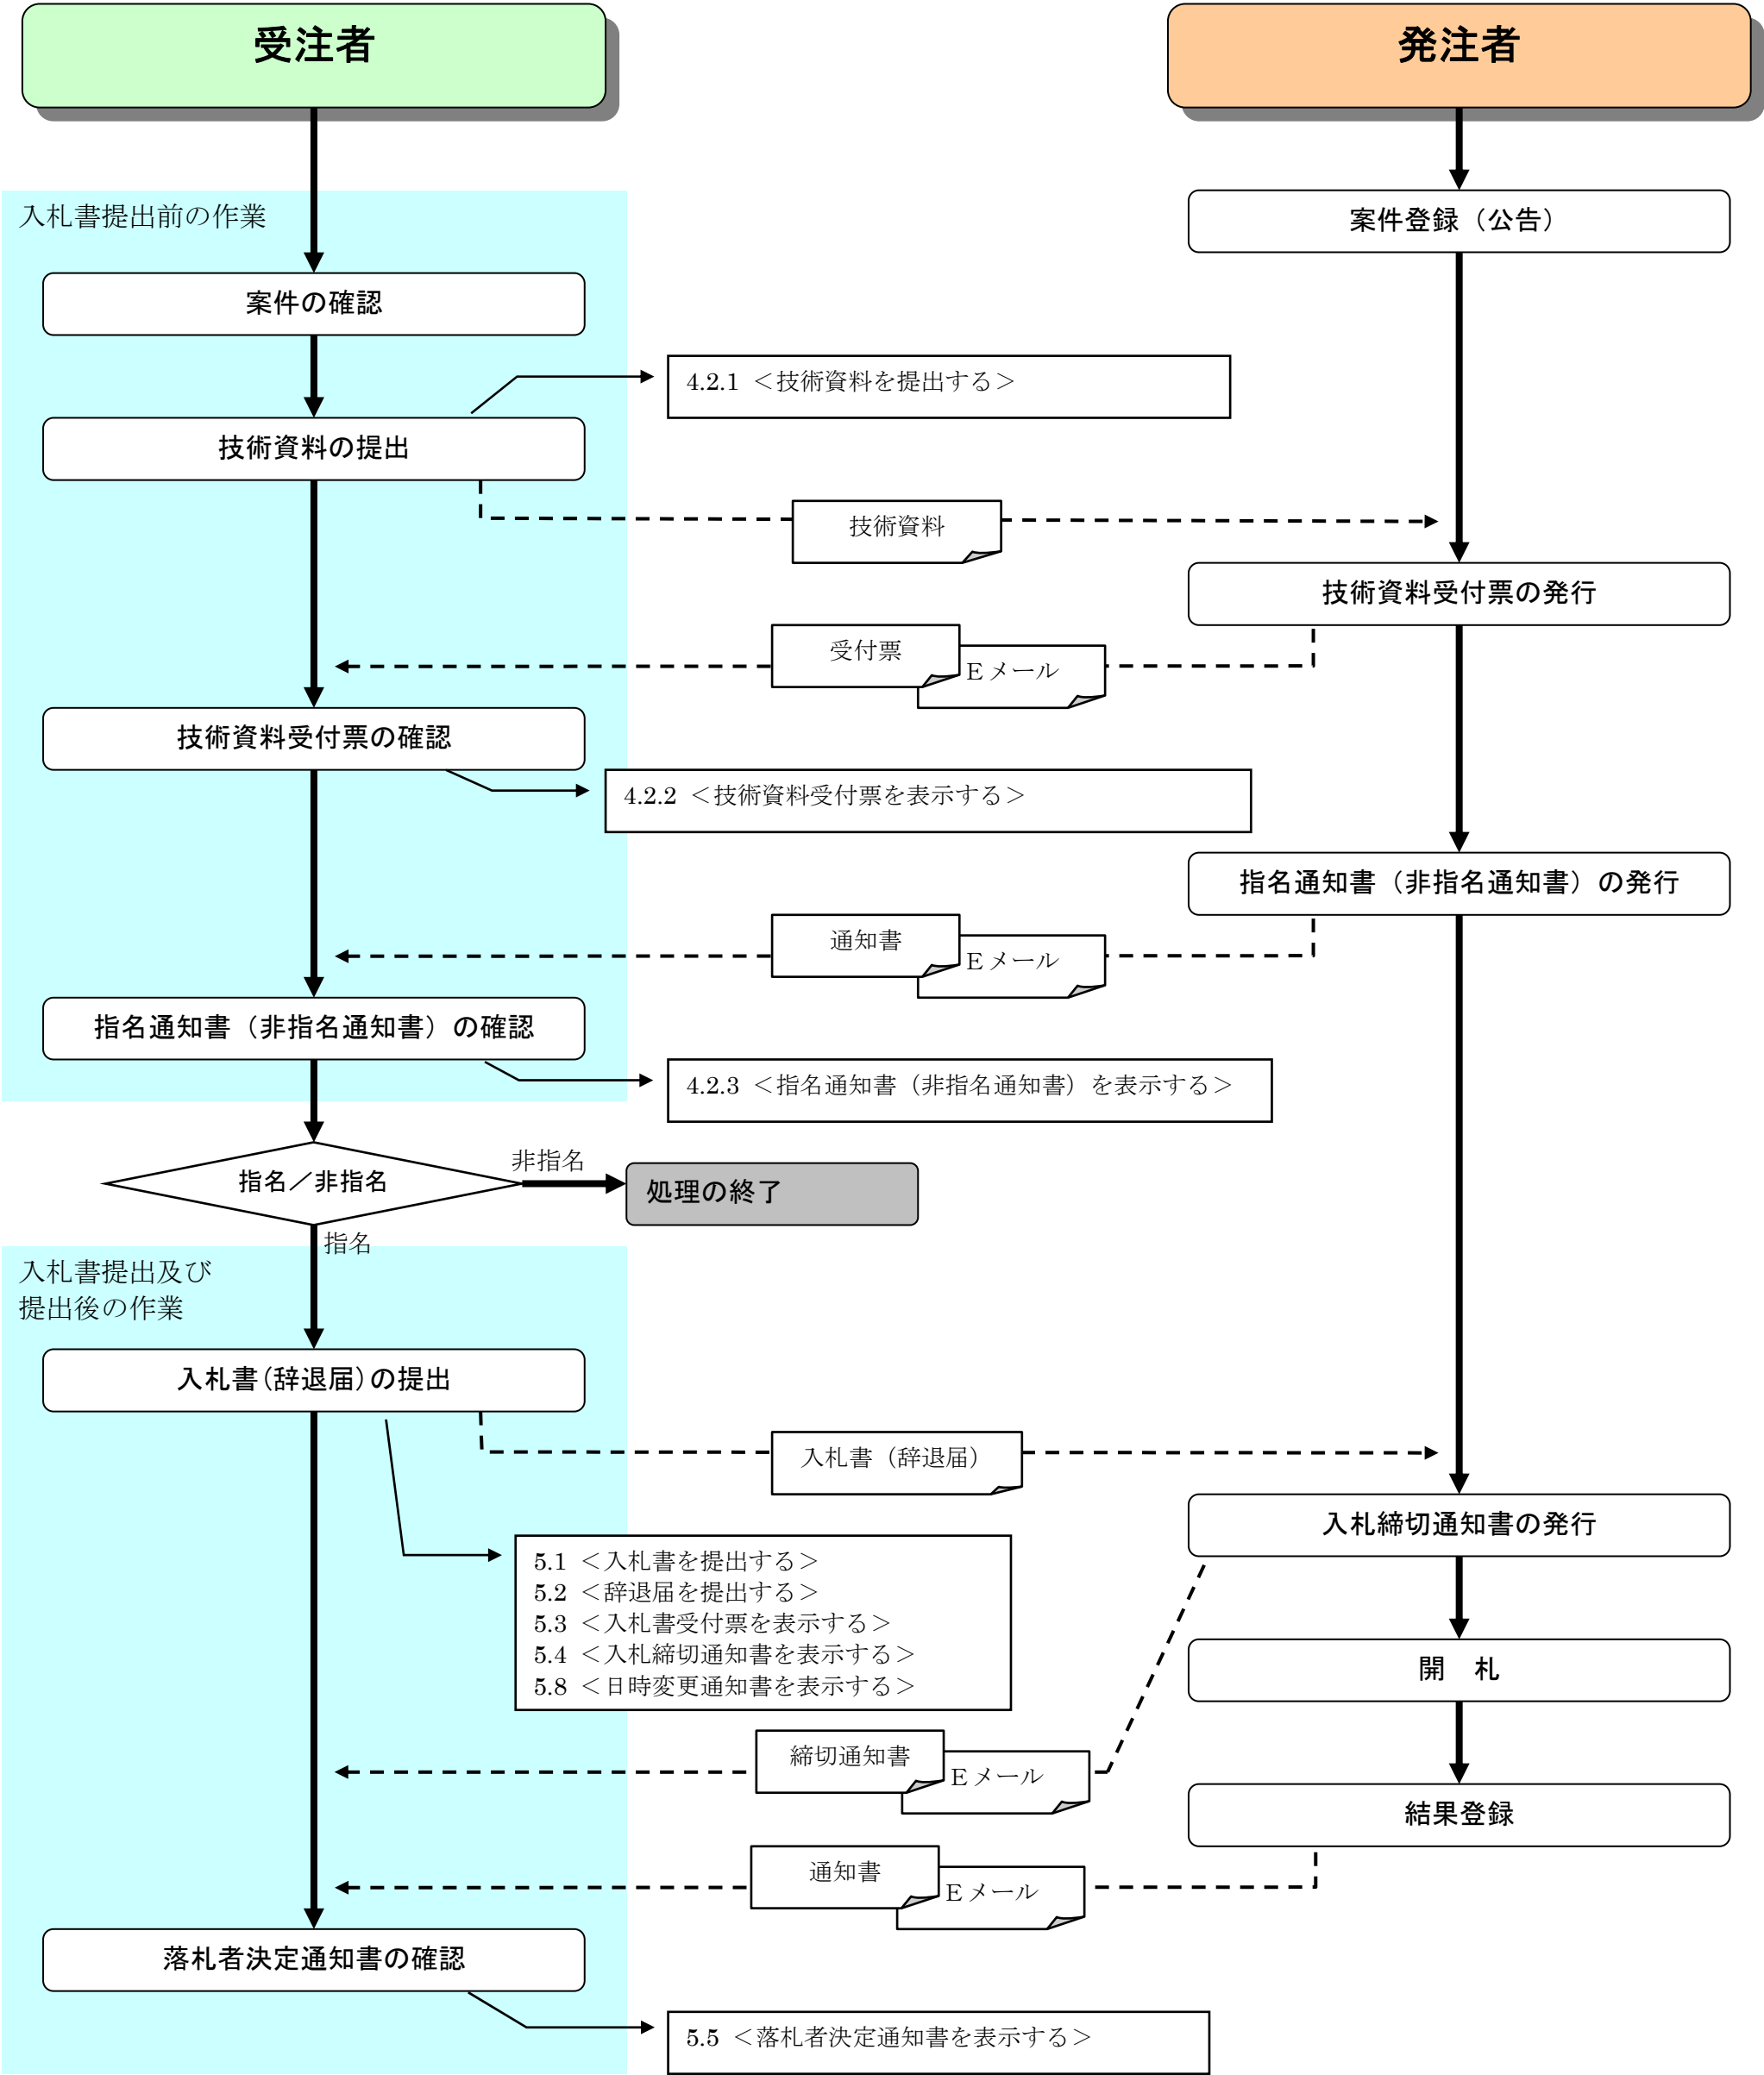 受注者
発注者
入札書提出前の作業
案件登録（公告）
案件の確認
4.2.1 ＜技術資料を提出する＞
技術資料の提出
技術資料
技術資料受付票の発行
受付票
Eメール
技術資料受付票の確認
4.2.2 ＜技術資料受付票を表示する＞
指名通知書（非指名通知書）の発行
通知書
Eメール
指名通知書（非指名通知書）の確認
4.2.3 ＜指名通知書（非指名通知書）を表示する＞
非指名
指名／非指名
処理の終了
指名
入札書提出及び
提出後の作業
入札書(辞退届)の提出
入札書（辞退届）
入札締切通知書の発行
5.1 ＜入札書を提出する＞
5.2 ＜辞退届を提出する＞
5.3 ＜入札書受付票を表示する＞
5.4 ＜入札締切通知書を表示する＞
5.8 ＜日時変更通知書を表示する＞
開　札
締切通知書
Eメール
結果登録
通知書
Eメール
落札者決定通知書の確認
5.5 ＜落札者決定通知書を表示する＞